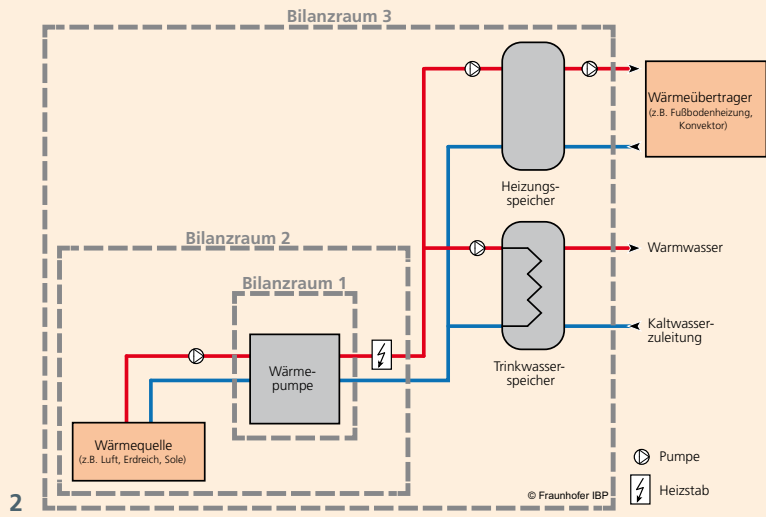 Bilanzraum 3
Wärmeübertrager
(z.B. Fußbodenheizung,
Konvektor)
Heizungs-
speicher
Bilanzraum 2
Warmwasser
Bilanzraum 1
Kaltwasser-
zuleitung
Wärme-
pumpe
Trinkwasser-
speicher
Wärmequelle
(z.B. Luft, Erdreich, Sole)
Pumpe
Heizstab
© Fraunhofer IBP
2